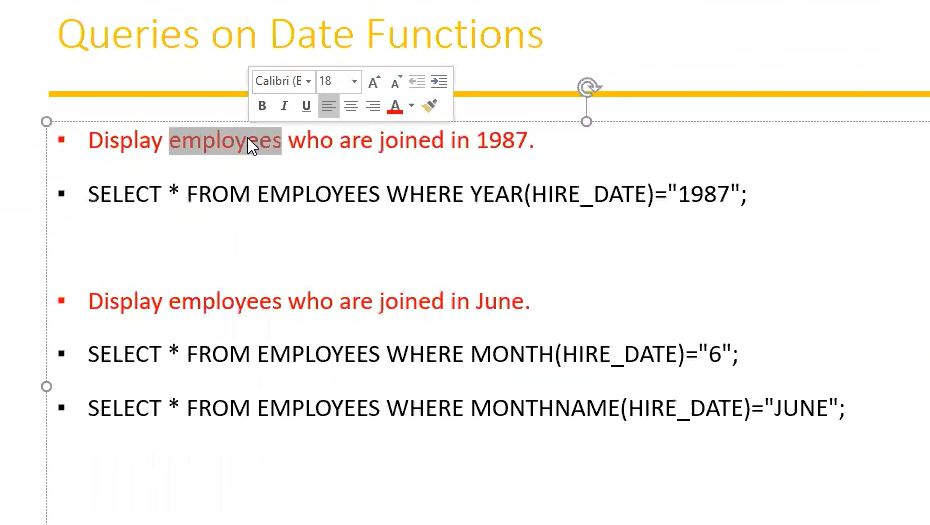 Queries on Date Functions
Calibri (E 18 A A
B I U A
▪ Display employees who are joined in 1987.
▪ SELECT * FROM EMPLOYEES WHERE YEAR(HIRE_DATE)="1987";
▪ Display employees who are joined in June.
▪ SELECT * FROM EMPLOYEES WHERE MONTH(HIRE_DATE)="6";
▪ SELECT * FROM EMPLOYEES WHERE MONTHNAME(HIRE_DATE)="JUNE";